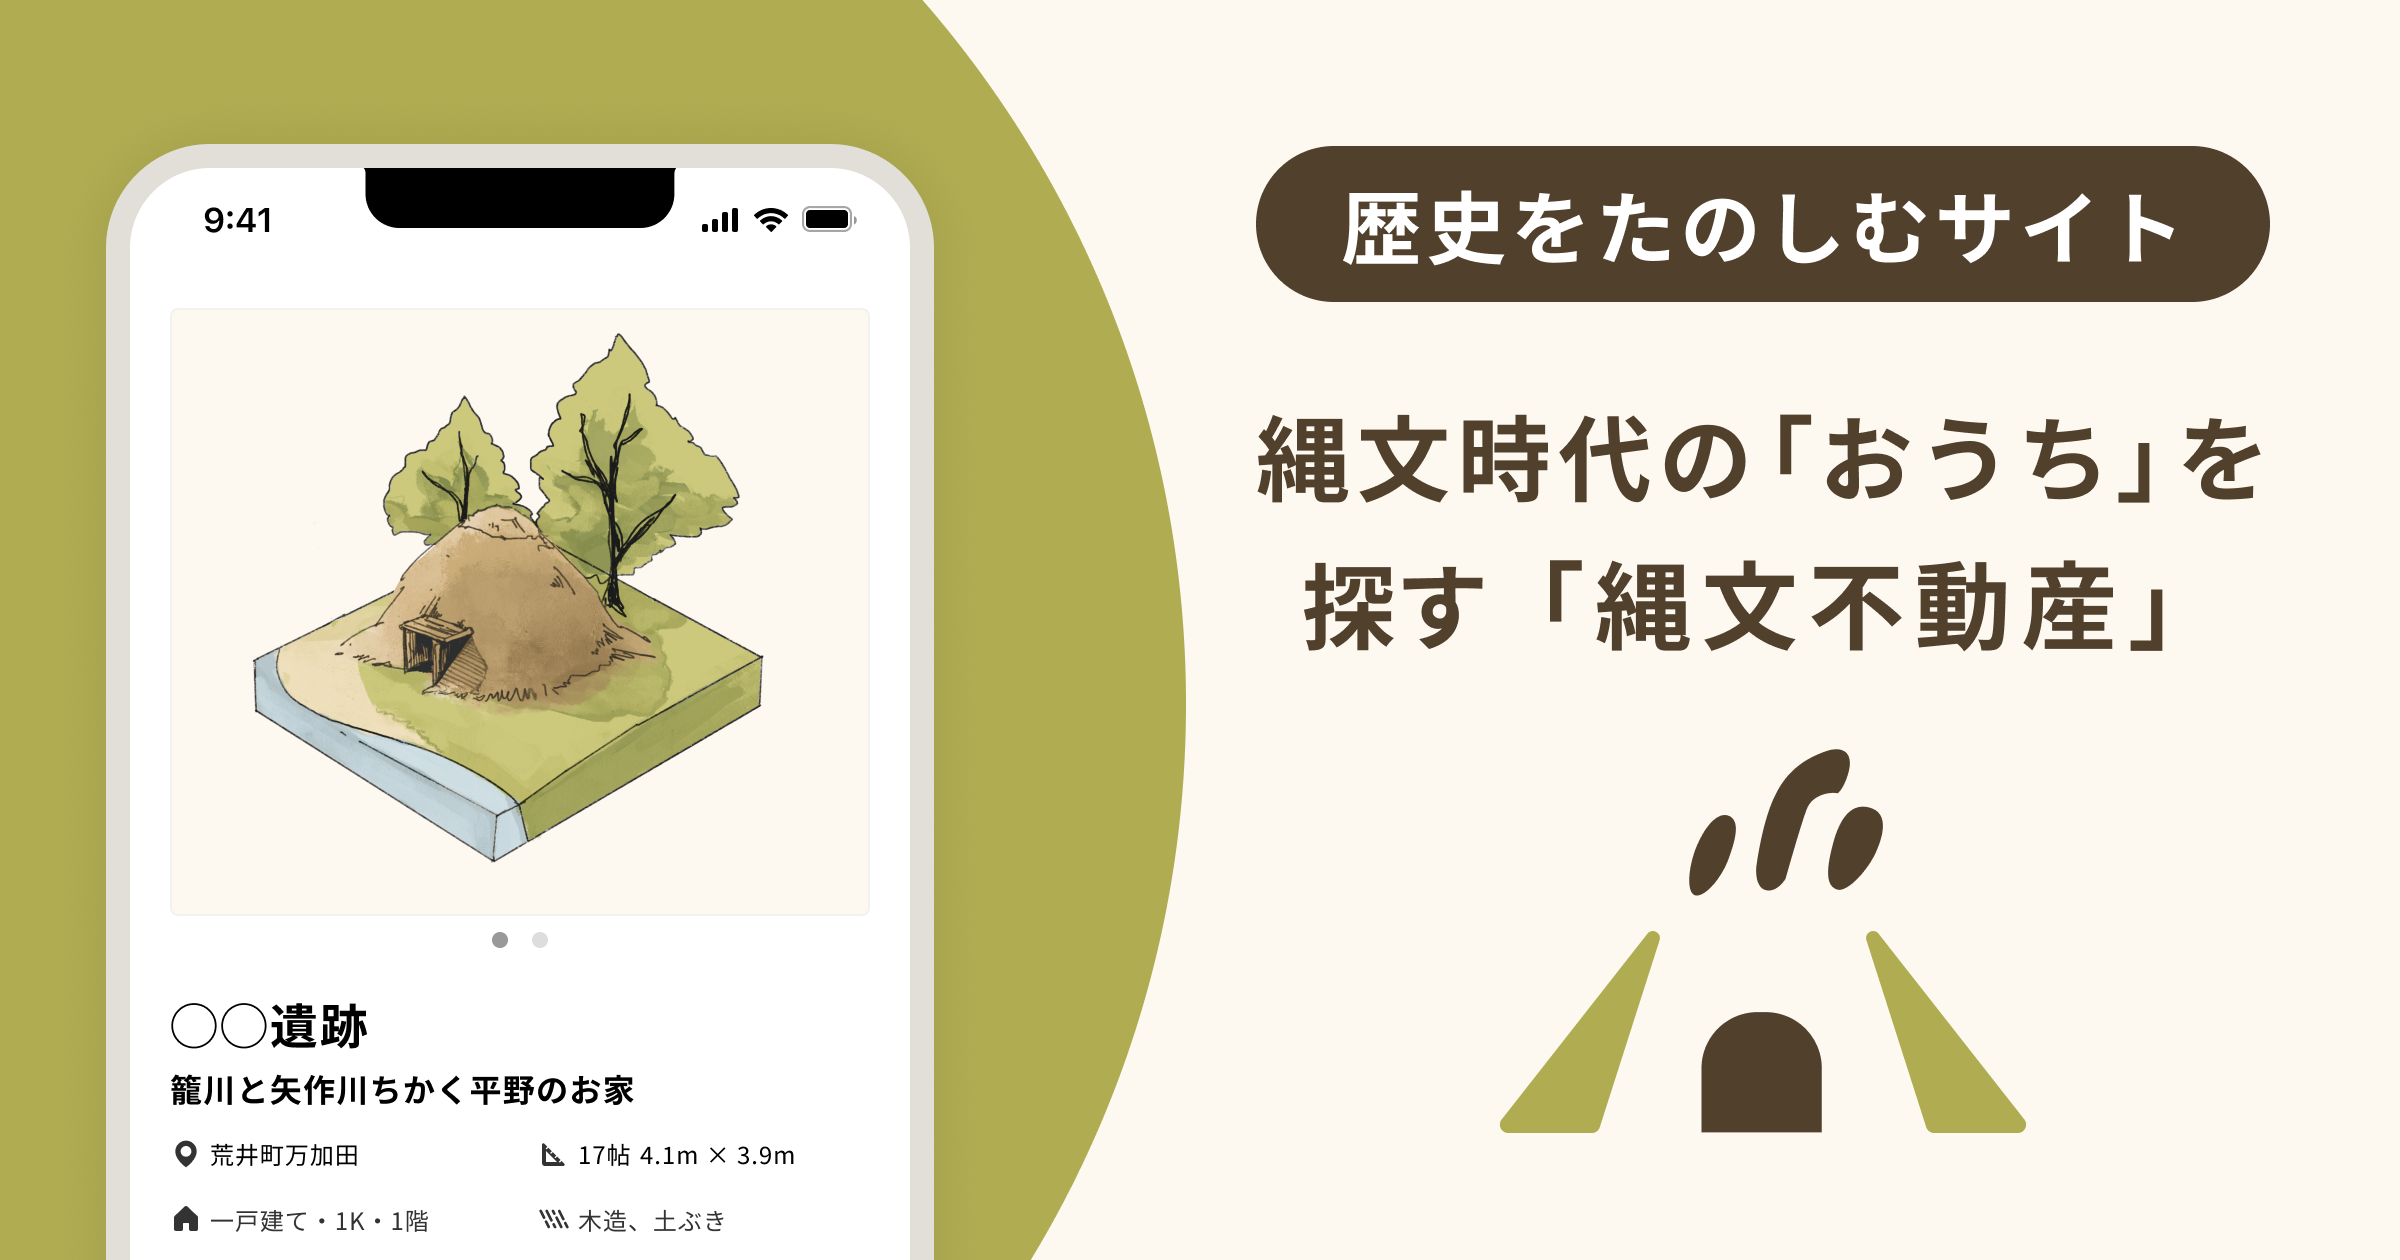 9:41
○○遺跡
籠川と矢作川ちかく平野のお家
荒井町万加田
17帖 4.1m × 3.9m
一戸建て・1K・1階
木造、土ぶき
歴史をたのしむサイト
縄文時代の「おうち」を
探す「縄文不動産」